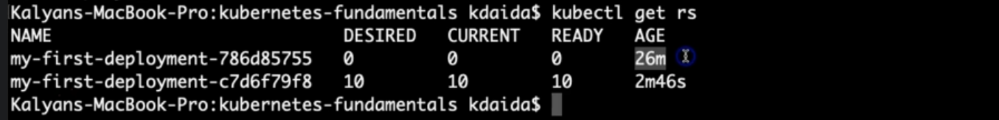 Kalyans-MacBook-Pro:kubernetes-fundamentals kdaida$ kubectl get rs
NAME DESIRED CURRENT READY AGE
my-first-deployment-786d85755 0 0 0 26m
my-first-deployment-c7d6f79f8 10 10 10 2m46s
Kalyans-MacBook-Pro:kubernetes-fundamentals kdaida$